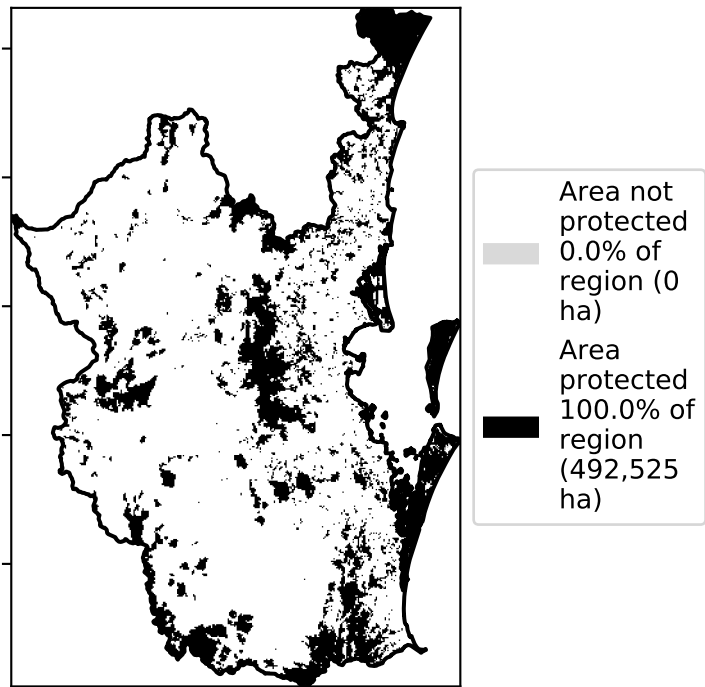 Area not
protected
0.0% of
region (0
ha)
Area
protected
100.0% of
region
(492,525
ha)